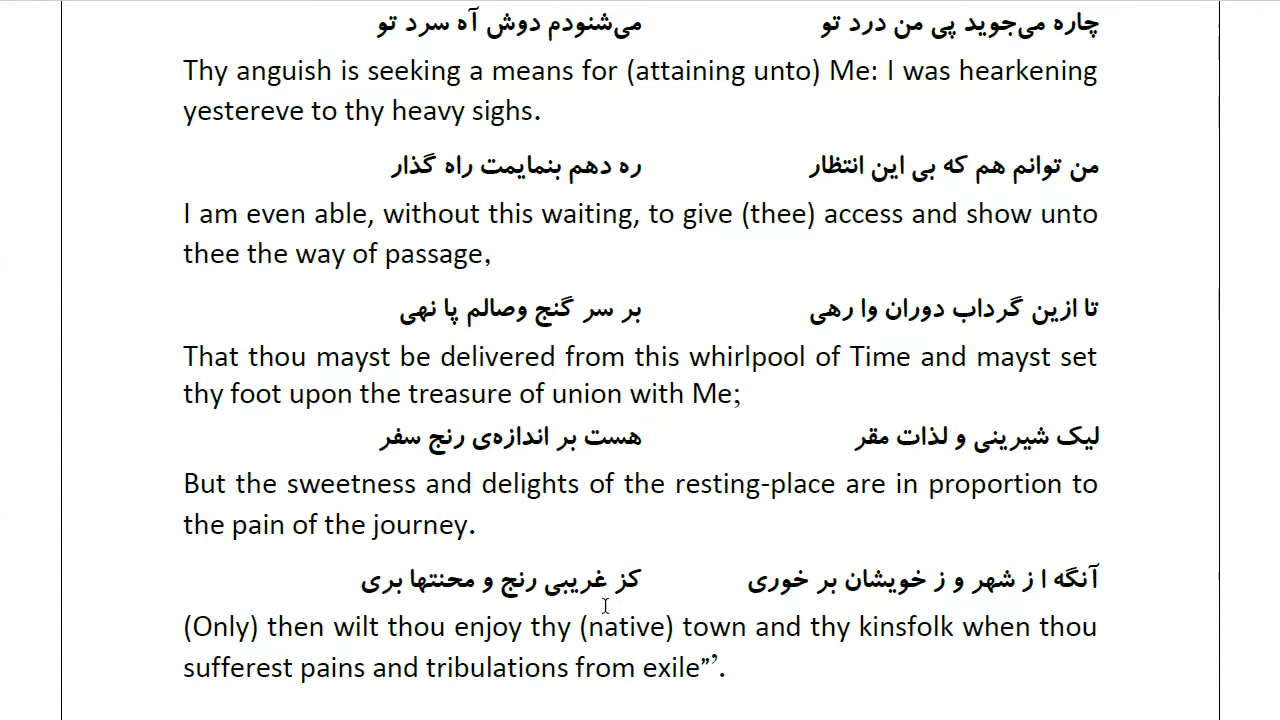 چاره می‌جوید پی من درد تو می‌شنودم دوش آه سرد تو
Thy anguish is seeking a means for (attaining unto) Me: I was hearkening
yestereve to thy heavy sighs.
من توانم هم که بی این انتظار ره دهم بنمایمت راه گذار
I am even able, without this waiting, to give (thee) access and show unto
thee the way of passage,
تا ازین گرداب دوران وا رهی بر سر گنج وصالم پا نهی
That thou mayst be delivered from this whirlpool of Time and mayst set
thy foot upon the treasure of union with Me;
لیک شیرینی و لذات مقر هست بر اندازه‌ی رنج سفر
But the sweetness and delights of the resting-place are in proportion to
the pain of the journey.
آنگه ا ز شهر و ز خویشان بر خوری کز غریبی رنج و محنتها بری
(Only) then wilt thou enjoy thy (native) town and thy kinsfolk when thou
sufferest pains and tribulations from exile”’.